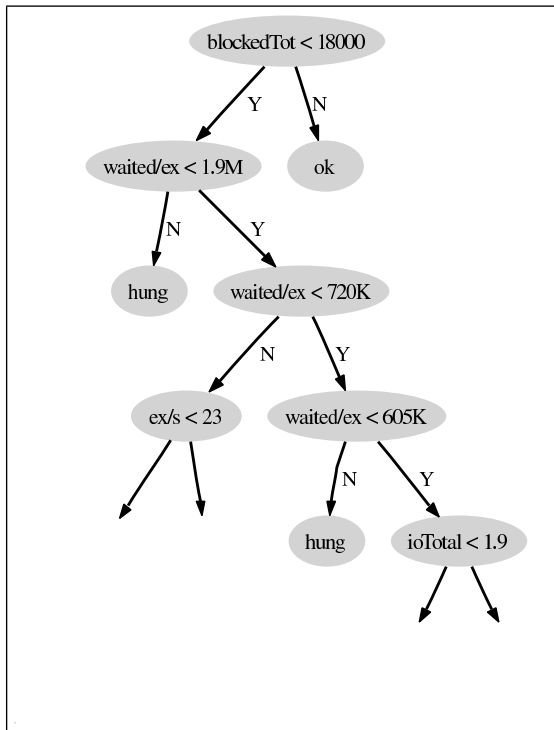 blockedTot < 18000
Y
N
waited/ex < 1.9M
ok
N
Y
hung
waited/ex < 720K
N
Y
ex/s < 23
waited/ex < 605K
N
Y
hung
ioTotal < 1.9